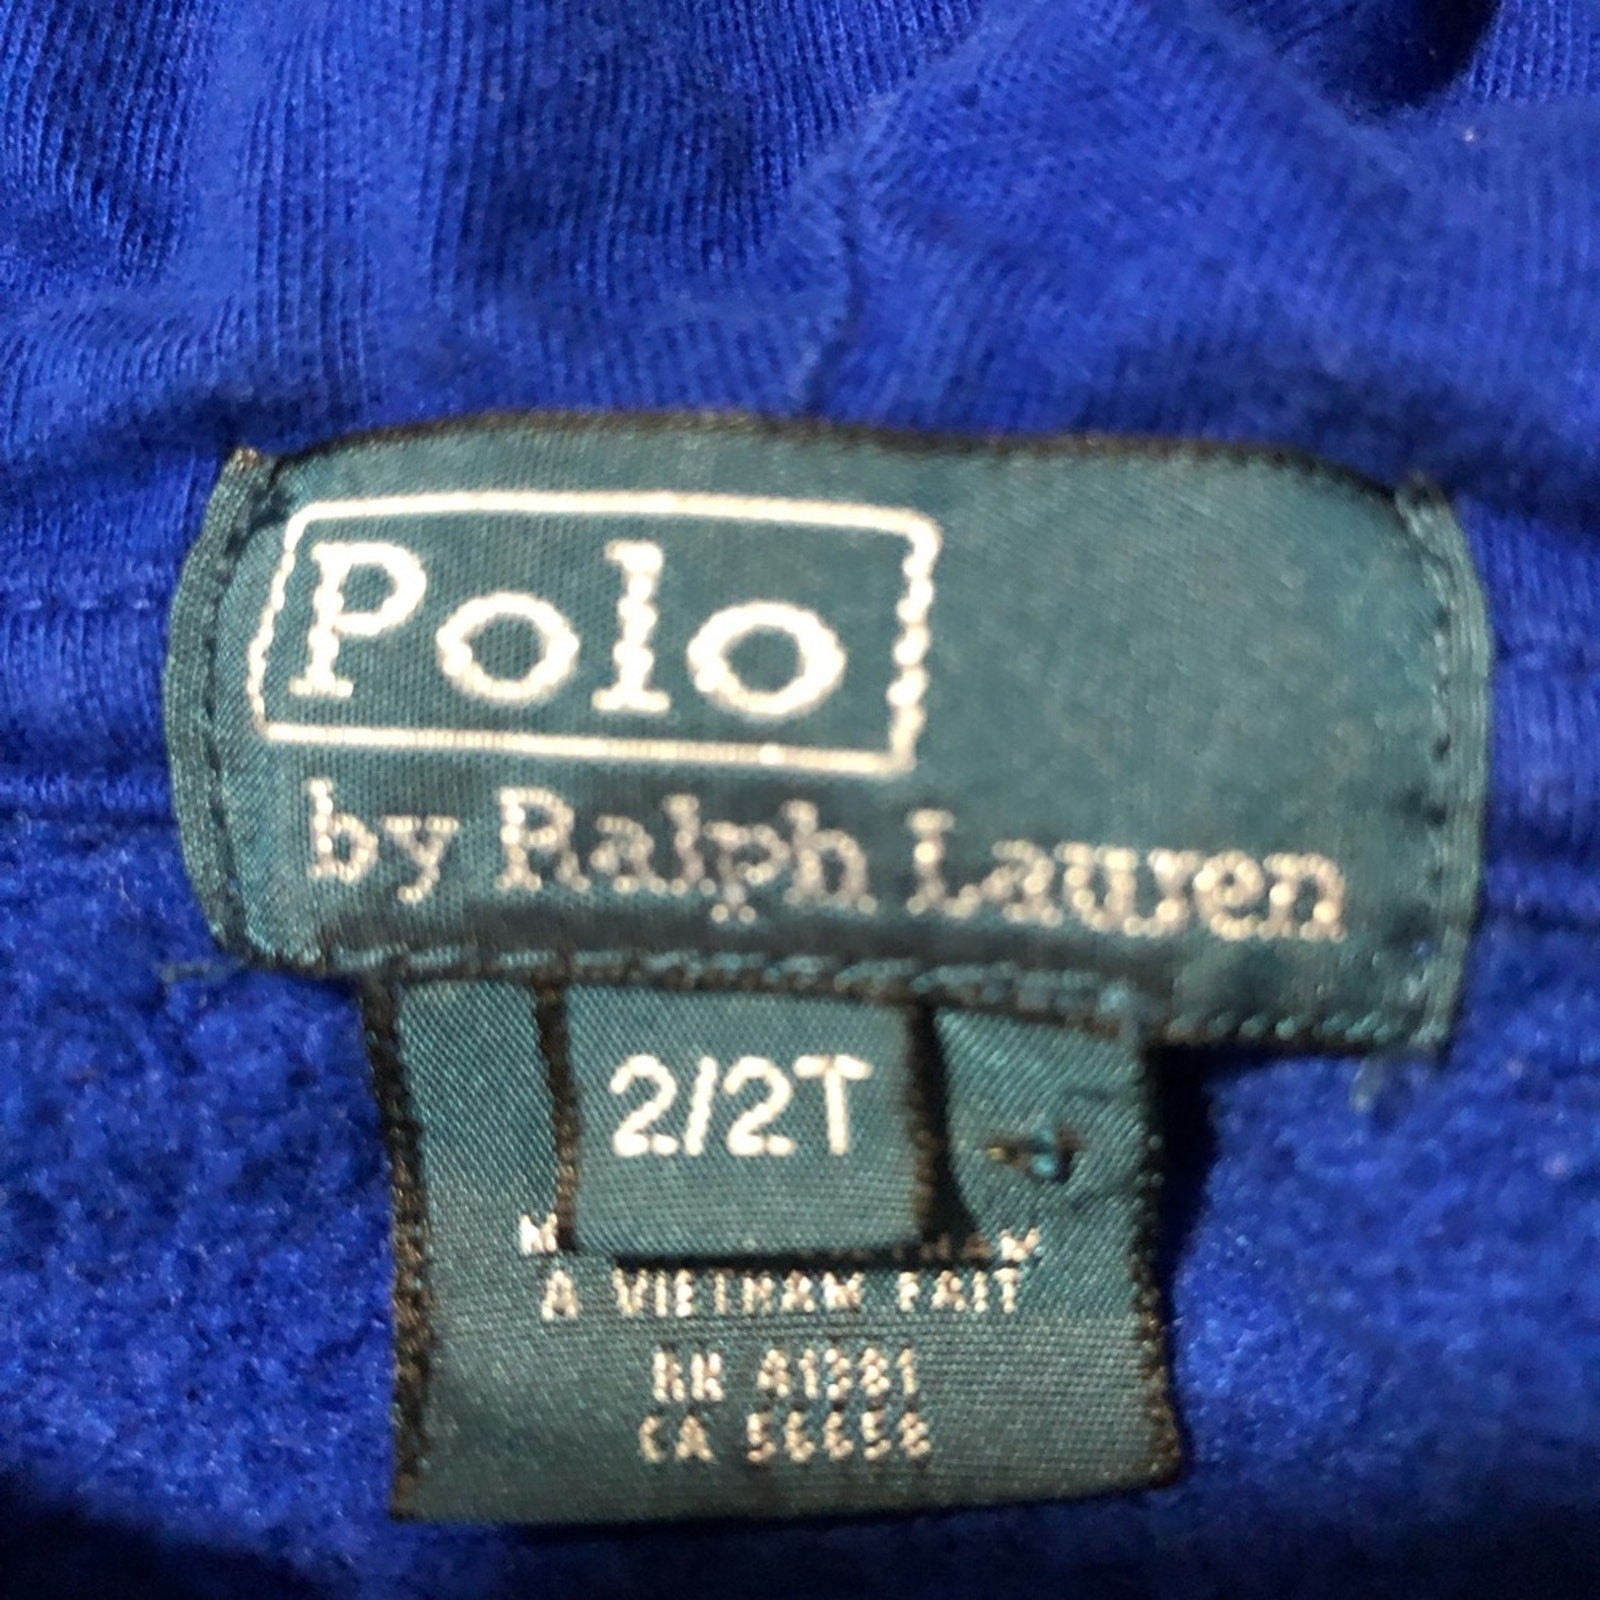 Polo
by Ralph Lauren
2/2T
A VIETNAM FAIT
RN 41381
CA 56658